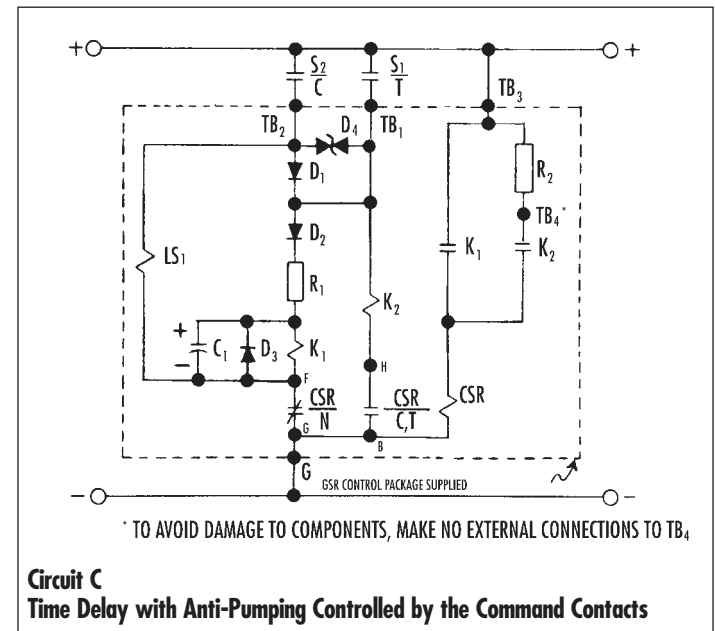 + +
S₂ S₁
C T
TB₃
TB₂ D₄ TB₁
D₁ R₂
TB₄*
D₂
LS₁ K₁ K₂
R₁
K₂
+
C₁ D₃ K₁
−
H
F
CSR CSR CSR
N C,T
G B
G
GSR CONTROL PACKAGE SUPPLIED
− −
* TO AVOID DAMAGE TO COMPONENTS, MAKE NO EXTERNAL CONNECTIONS TO TB₄
Circuit C
Time Delay with Anti-Pumping Controlled by the Command Contacts